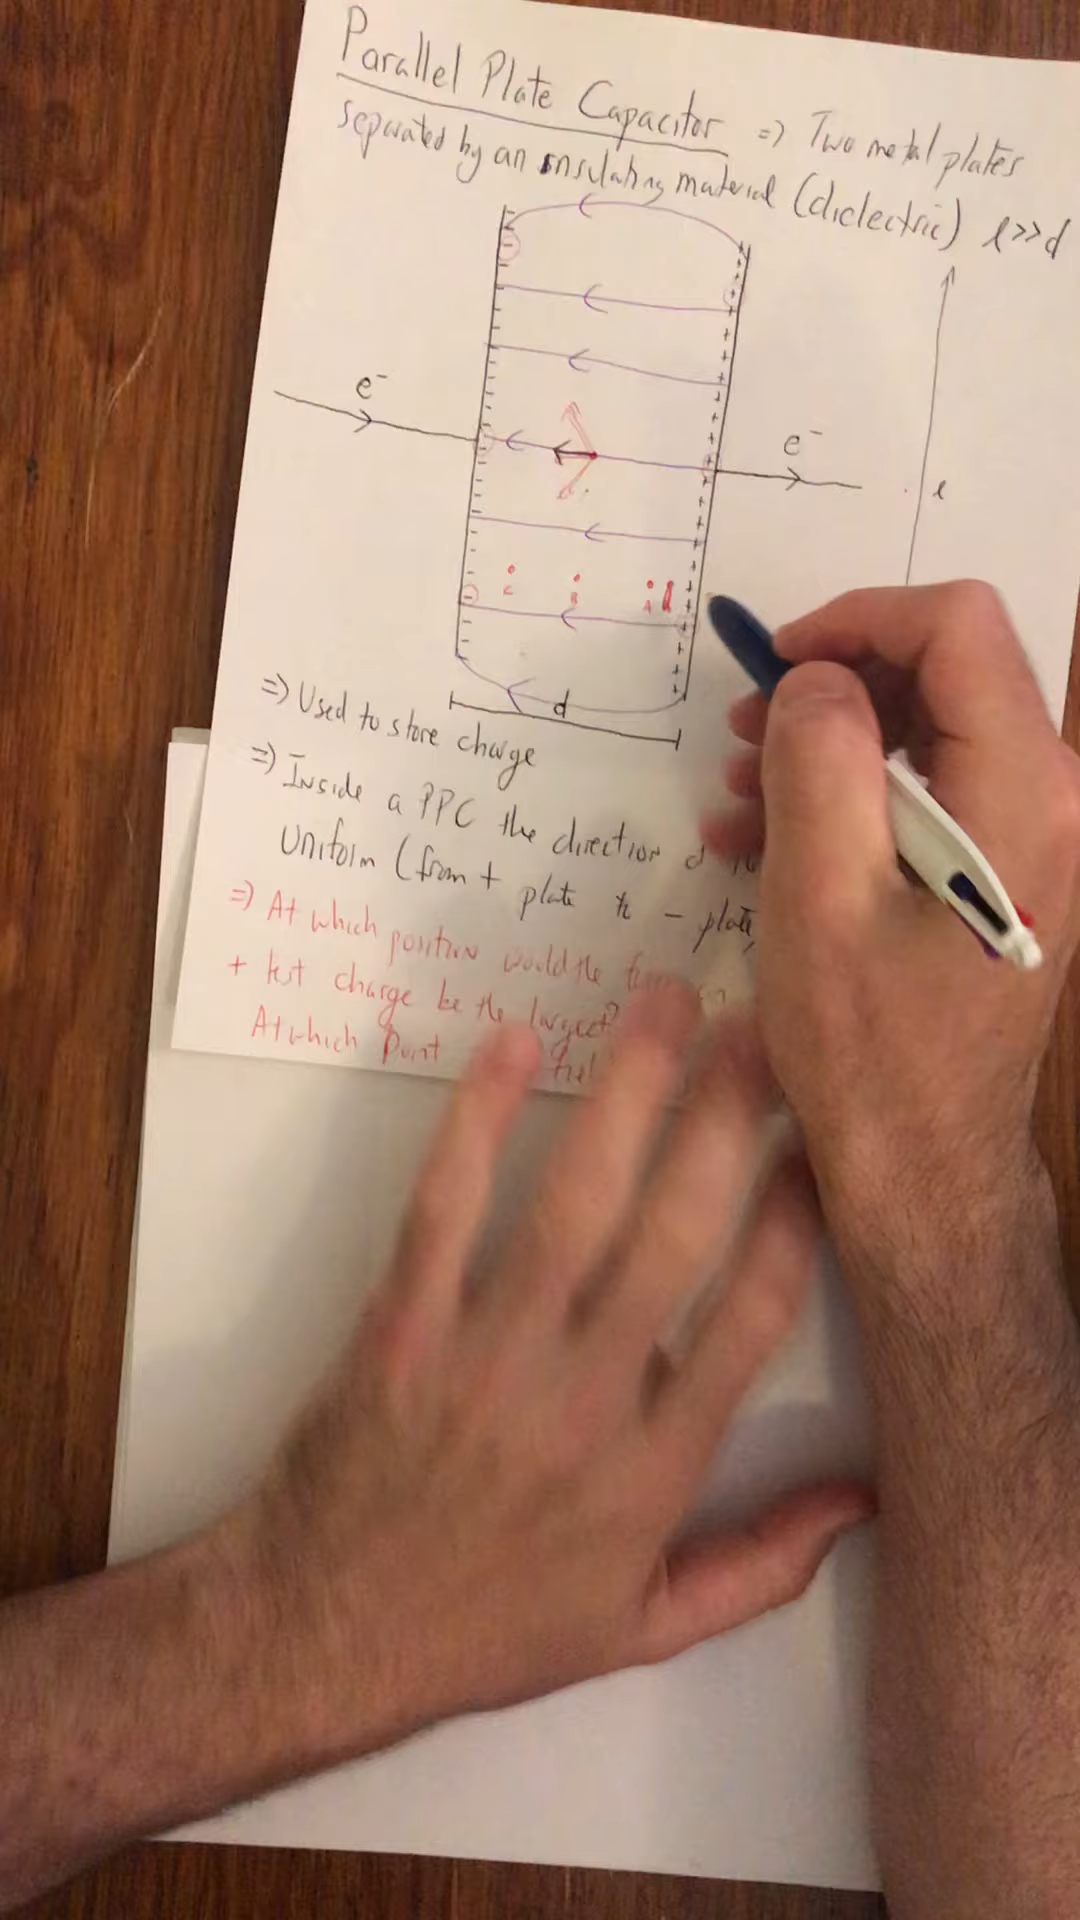 Parallel Plate Capacitor => Two metal plates
separated by an insulating material (dielectric) l>>d
e⁻
e⁻
l
C B A
d
=> Used to store charge
=> Inside a PPC the direction
Uniform (from + plate to - plate,
=> At which position would the
+ test charge be the largest?
At which Point